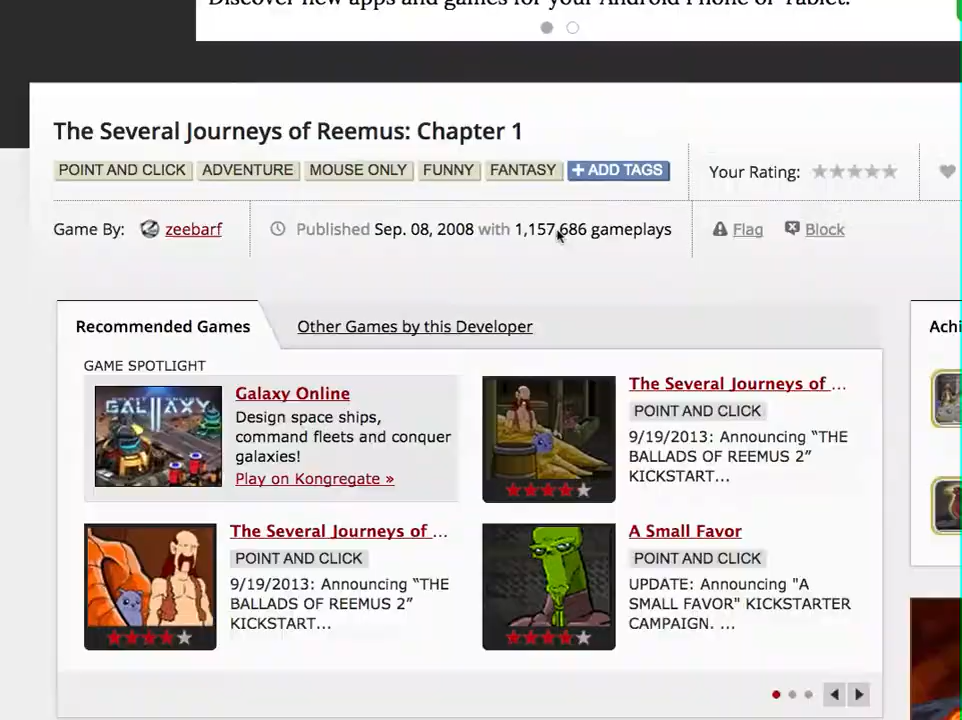 Discover new apps and games for your Android Phone or Tablet.
The Several Journeys of Reemus: Chapter 1
POINT AND CLICK ADVENTURE MOUSE ONLY FUNNY FANTASY + ADD TAGS
Your Rating:
Game By: zeebarf
Published Sep. 08, 2008 with 1,157,686 gameplays
Flag Block
Recommended Games
Other Games by this Developer
Achi
GAME SPOTLIGHT
GALAXY
Galaxy Online
Design space ships,
command fleets and conquer
galaxies!
Play on Kongregate »
The Several Journeys of ...
POINT AND CLICK
9/19/2013: Announcing “THE
BALLADS OF REEMUS 2”
KICKSTART...
The Several Journeys of ...
POINT AND CLICK
9/19/2013: Announcing “THE
BALLADS OF REEMUS 2”
KICKSTART...
A Small Favor
POINT AND CLICK
UPDATE: Announcing "A
SMALL FAVOR" KICKSTARTER
CAMPAIGN. ...